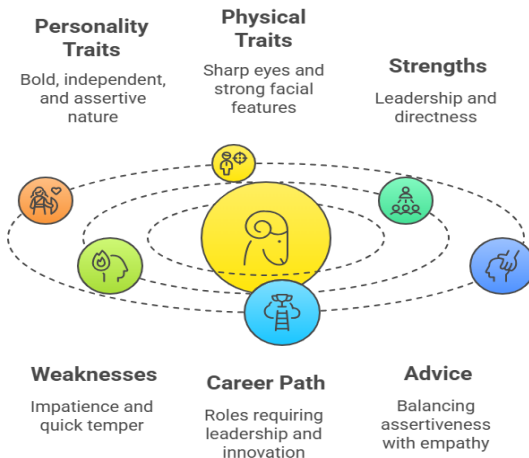 Personality
Traits
Bold, independent,
and assertive
nature
Physical
Traits
Sharp eyes and
strong facial
features
Strengths
Leadership and
directness
Weaknesses
Impatience and
quick temper
Career Path
Roles requiring
leadership and
innovation
Advice
Balancing
assertiveness
with empathy